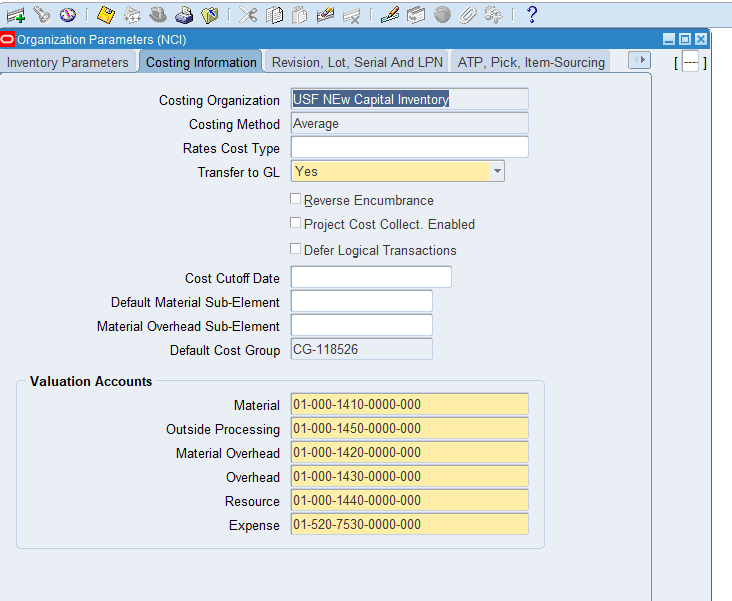 Organization Parameters (NCI)
Inventory Parameters Costing Information Revision, Lot, Serial And LPN ATP, Pick, Item-Sourcing [ ]
Costing Organization USF NEw Capital Inventory
Costing Method Average
Rates Cost Type
Transfer to GL Yes
Reverse Encumbrance
Project Cost Collect. Enabled
Defer Logical Transactions
Cost Cutoff Date
Default Material Sub-Element
Material Overhead Sub-Element
Default Cost Group CG-118526
Valuation Accounts
Material 01-000-1410-0000-000
Outside Processing 01-000-1450-0000-000
Material Overhead 01-000-1420-0000-000
Overhead 01-000-1430-0000-000
Resource 01-000-1440-0000-000
Expense 01-520-7530-0000-000